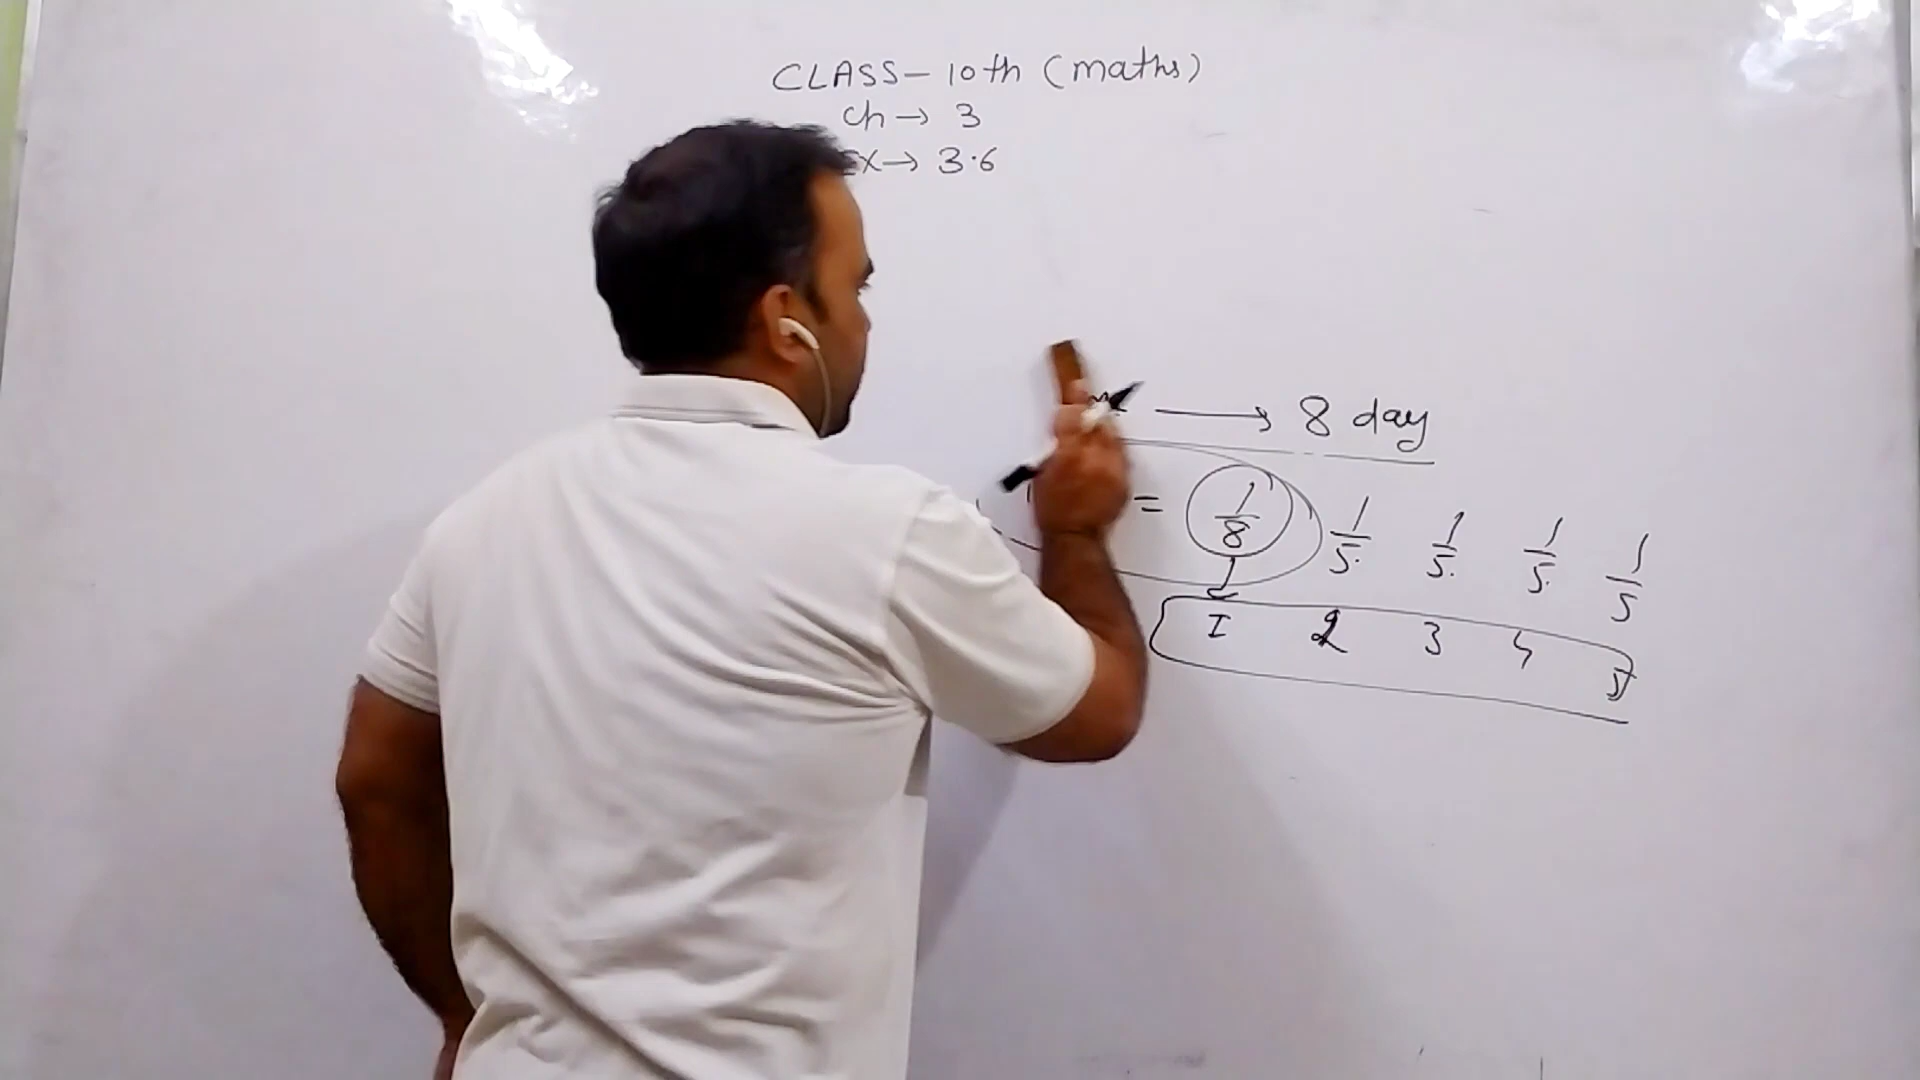 CLASS- 10th (maths)
Ch → 3
Ex → 3.6
→ 8 day
= 1/8 1/5. 1/5. 1/5. 1/5
I 2 3 4 5